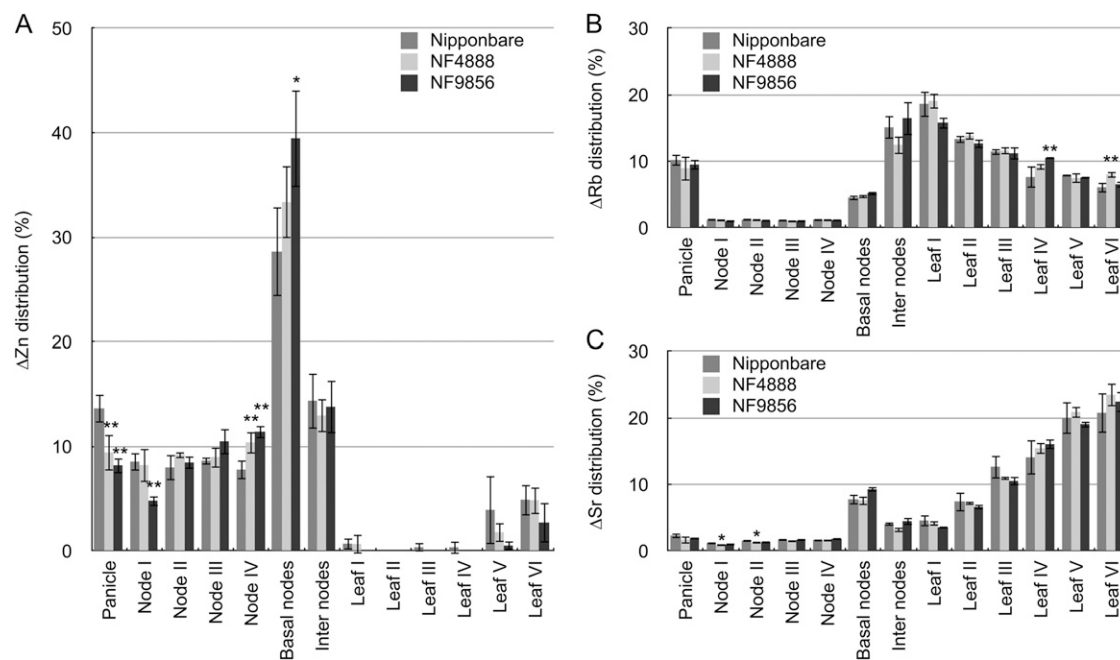 A
50
40
30
20
10
0
ΔZn distribution (%)
Nipponbare
NF4888
NF9856
**
**
**
**
**
*
Panicle
Node I
Node II
Node III
Node IV
Basal nodes
Inter nodes
Leaf I
Leaf II
Leaf III
Leaf IV
Leaf V
Leaf VI
B
30
20
10
0
ΔRb distribution (%)
Nipponbare
NF4888
NF9856
**
**
Panicle
Node I
Node II
Node III
Node IV
Basal nodes
Inter nodes
Leaf I
Leaf II
Leaf III
Leaf IV
Leaf V
Leaf VI
C
30
20
10
0
ΔSr distribution (%)
Nipponbare
NF4888
NF9856
*
*
Panicle
Node I
Node II
Node III
Node IV
Basal nodes
Inter nodes
Leaf I
Leaf II
Leaf III
Leaf IV
Leaf V
Leaf VI